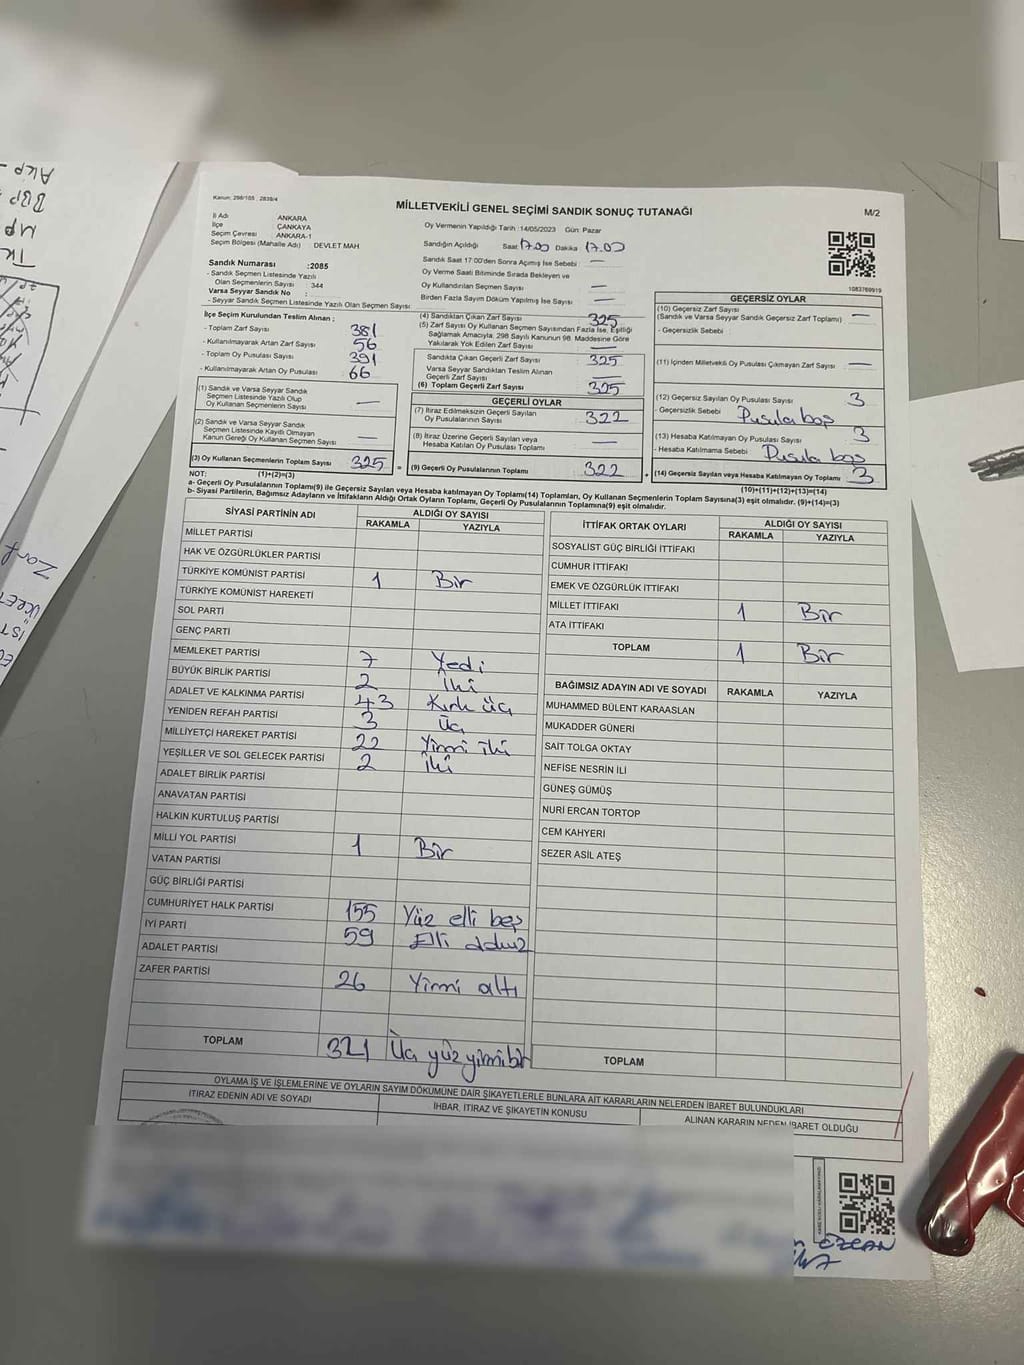 AKP -
BBP -
MP
TK
Zarf
Kanun: 298/105 2839/4
MİLLETVEKİLİ GENEL SEÇİMİ SANDIK SONUÇ TUTANAĞI
M/2
İl Adı ANKARA
İlçe ÇANKAYA
Seçim Çevresi ANKARA-1
Seçim Bölgesi (Mahalle Adı) DEVLET MAH
Sandık Numarası :2085
- Sandık Seçmen Listesinde Yazılı
Olan Seçmenlerin Sayısı : 344
Varsa Seyyar Sandık No :
- Seyyar Sandık Seçmen Listesinde Yazılı Olan Seçmen Sayısı:
Oy Vermenin Yapıldığı Tarih :14/05/2023 Gün: Pazar
Sandığın Açıldığı Saat 17.00 Dakika 17.00
Sandık Saat 17:00'den Sonra Açımış İse Sebebi : —
Oy Verme Saati Bitiminde Sırada Bekleyen ve
Oy Kullandırılan Seçmen Sayısı : —
Birden Fazla Sayım Döküm Yapılmış İse Sayısı : —
1083769919
İlçe Seçim Kurulundan Teslim Alınan ;
- Toplam Zarf Sayısı : 381
- Kullanılmayarak Artan Zarf Sayısı : 56
- Toplam Oy Pusulası Sayısı : 391
- Kullanılmayarak Artan Oy Pusulası : 66
(1) Sandık ve Varsa Seyyar Sandık
Seçmen Listesinde Yazılı Olup
Oy Kullanan Seçmenlerin Sayısı —
(2) Sandık ve Varsa Seyyar Sandık
Seçmen Listesinde Kayıtlı Olmayan
Kanun Gereği Oy Kullanan Seçmen Sayısı —
(3) Oy Kullanan Seçmenlerin Toplam Sayısı 325 =
(1)+(2)=(3)
(4) Sandıktan Çıkan Zarf Sayısı : 325
(5) Zarf Sayısı Oy Kullanan Seçmen Sayısından Fazla İse, Eşitliği
Sağlamak Amacıyla; 298 Sayılı Kanunun 98. Maddesine Göre
Yakılarak Yok Edilen Zarf Sayısı : —
Sandıkta Çıkan Geçerli Zarf Sayısı : 325
Varsa Seyyar Sandıktan Teslim Alınan
Geçerli Zarf Sayısı : —
(6) Toplam Geçerli Zarf Sayısı : 325
GEÇERLİ OYLAR
(7) İtiraz Edilmeksizin Geçerli Sayılan
Oy Pusulalarının Sayısı : 322
(8) İtiraz Üzerine Geçerli Sayılan veya
Hesaba Katılan Oy Pusulası Toplamı : —
(9) Geçerli Oy Pusulalarının Toplamı : 322 +
GEÇERSİZ OYLAR
(10) Geçersiz Zarf Sayısı
(Sandık ve Varsa Seyyar Sandık Geçersiz Zarf Toplamı) —
- Geçersizlik Sebebi :
(11) İçinden Milletvekili Oy Pusulası Çıkmayan Zarf Sayısı : —
(12) Geçersiz Sayılan Oy Pusulası Sayısı : 3
- Geçersizlik Sebebi : Pusula boş
(13) Hesaba Katılmayan Oy Pusulası Sayısı : 3
- Hesaba Katılmama Sebebi : Pusula boş
(14) Geçersiz Sayılan veya Hesaba Katılmayan Oy Toplamı : 3
(10)+(11)+(12)+(13)=(14)
NOT:
a- Geçerli Oy Pusulaların Toplamı(9) ile Geçersiz Sayılan veya Hesaba katılmayan Oy Toplamı(14) Toplamları, Oy Kullanan Seçmenlerin Toplam Sayısına(3) eşit olmalıdır. (9)+(14)=(3)
b- Siyasi Partilerin, Bağımsız Adayların ve İttifakların Aldığı Ortak Oyların Toplamı, Geçerli Oy Pusulalarının Toplamına(9) eşit olmalıdır.
SİYASİ PARTİNİN ADI ALDIĞI OY SAYISI
RAKAMLA YAZIYLA
MİLLET PARTİSİ
HAK VE ÖZGÜRLÜKLER PARTİSİ
TÜRKİYE KOMÜNİST PARTİSİ 1 Bir
TÜRKİYE KOMÜNİST HAREKETİ
SOL PARTİ
GENÇ PARTİ
MEMLEKET PARTİSİ 7 Yedi
BÜYÜK BİRLİK PARTİSİ 2 İki
ADALET VE KALKINMA PARTİSİ 43 Kırk üç
YENİDEN REFAH PARTİSİ 3 üç
MİLLİYETÇİ HAREKET PARTİSİ 22 Yirmi iki
YEŞİLLER VE SOL GELECEK PARTİSİ 2 İki
ADALET BİRLİK PARTİSİ
ANAVATAN PARTİSİ
HALKIN KURTULUŞ PARTİSİ
MİLLİ YOL PARTİSİ 1 Bir
VATAN PARTİSİ
GÜÇ BİRLİĞİ PARTİSİ
CUMHURİYET HALK PARTİSİ 155 Yüz elli beş
İYİ PARTİ 59 Elli dokuz
ADALET PARTİSİ
ZAFER PARTİSİ 26 Yirmi altı
TOPLAM 321 Üç yüz yirmi bir
İTTİFAK ORTAK OYLARI ALDIĞI OY SAYISI
RAKAMLA YAZIYLA
SOSYALİST GÜÇ BİRLİĞİ İTTİFAKI
CUMHUR İTTİFAKI
EMEK VE ÖZGÜRLÜK İTTİFAKI
MİLLET İTTİFAKI 1 Bir
ATA İTTİFAKI
TOPLAM 1 Bir
BAĞIMSIZ ADAYIN ADI VE SOYADI RAKAMLA YAZIYLA
MUHAMMED BÜLENT KARAASLAN
MUKADDER GÜNERİ
SAİT TOLGA OKTAY
NEFİSE NESRİN İLİ
GÜNEŞ GÜMÜŞ
NURİ ERCAN TORTOP
CEM KAHYERİ
SEZER ASİL ATEŞ
TOPLAM
OYLAMA İŞ VE İŞLEMLERİNE VE OYLARIN SAYIM DÖKÜMÜNE DAİR ŞİKAYETLERLE BUNLARA AİT KARARLARIN NELERDEN İBARET BULUNDUKLARI
İTİRAZ EDENİN ADI VE SOYADI İHBAR, İTİRAZ VE ŞİKAYETİN KONUSU ALINAN KARARIN NEDEN İBARET OLDUĞU
ÖZCAN